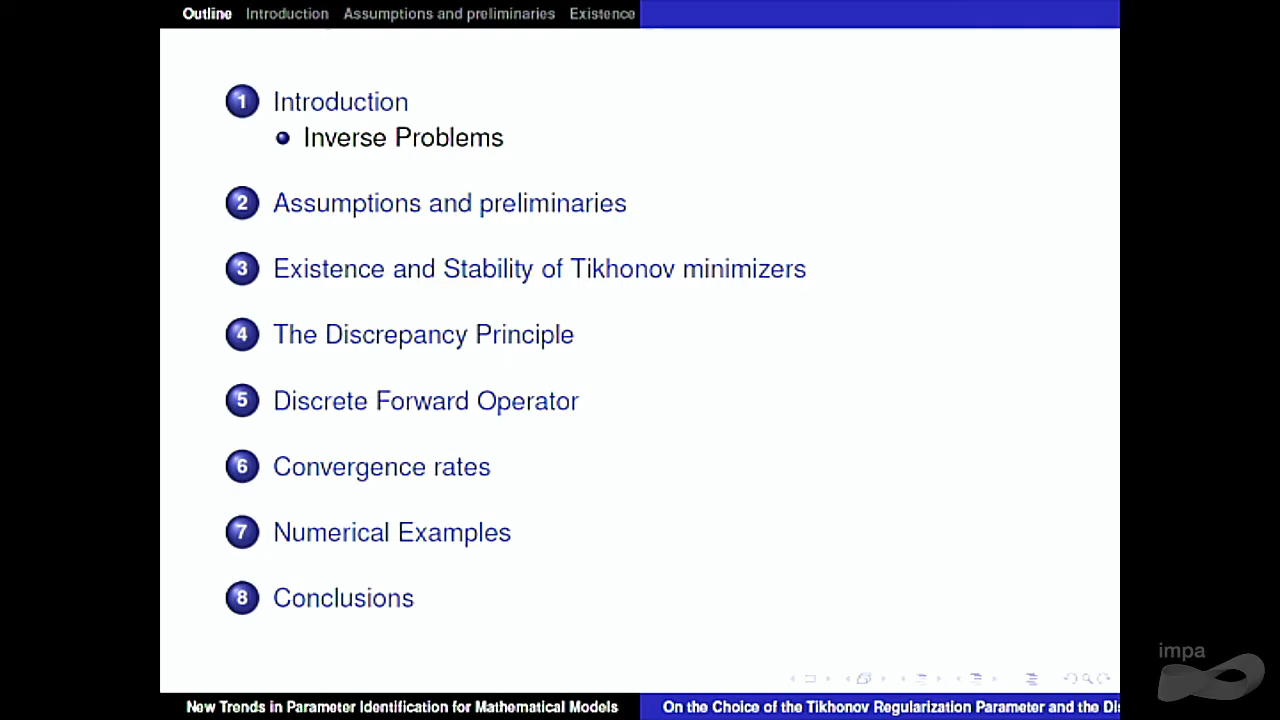 Outline Introduction Assumptions and preliminaries Existence
1 Introduction
Inverse Problems
2 Assumptions and preliminaries
3 Existence and Stability of Tikhonov minimizers
4 The Discrepancy Principle
5 Discrete Forward Operator
6 Convergence rates
7 Numerical Examples
8 Conclusions
impa
New Trends in Parameter Identification for Mathematical Models On the Choice of the Tikhonov Regularization Parameter and the